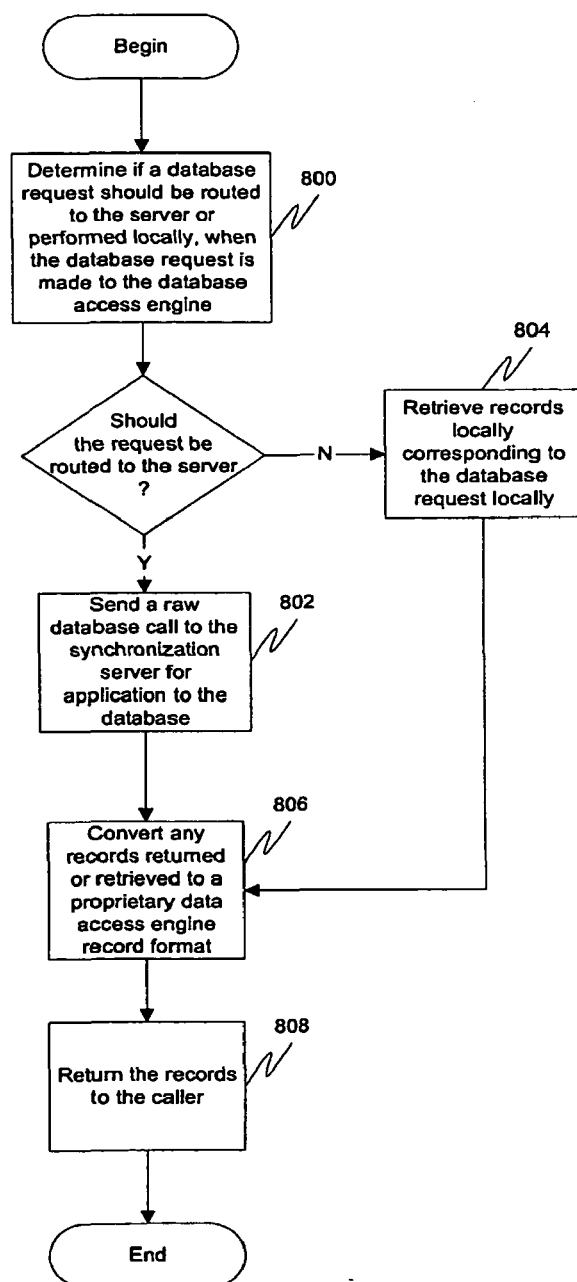 Begin
Determine if a database
request should be routed
to the server or
performed locally, when
the database request is
made to the database
access engine
800
Should
the request be
routed to the server
?
N
804
Retrieve records
locally
corresponding to
the database
request locally
Y
Send a raw
database call to the
synchronization
server for
application to the
database
802
806
Convert any
records returned
or retrieved to a
proprietary data
access engine
record format
808
Return the records
to the caller
End